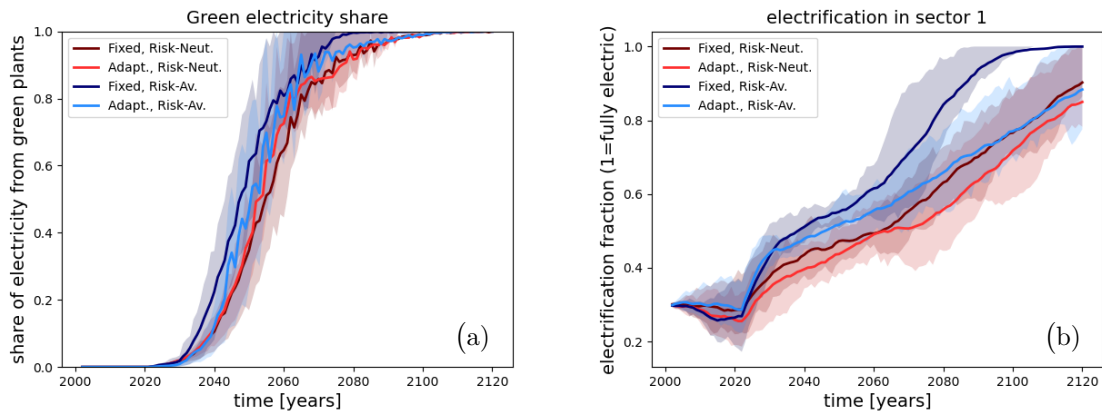 Green electricity share
share of electricity from green plants
1.0
0.8
0.6
0.4
0.2
0.0
Fixed, Risk-Neut.
Adapt., Risk-Neut.
Fixed, Risk-Av.
Adapt., Risk-Av.
(a)
2000 2020 2040 2060 2080 2100 2120
time [years]
electrification in sector 1
electrification fraction (1=fully electric)
1.0
0.8
0.6
0.4
0.2
Fixed, Risk-Neut.
Adapt., Risk-Neut.
Fixed, Risk-Av.
Adapt., Risk-Av.
(b)
2000 2020 2040 2060 2080 2100 2120
time [years]